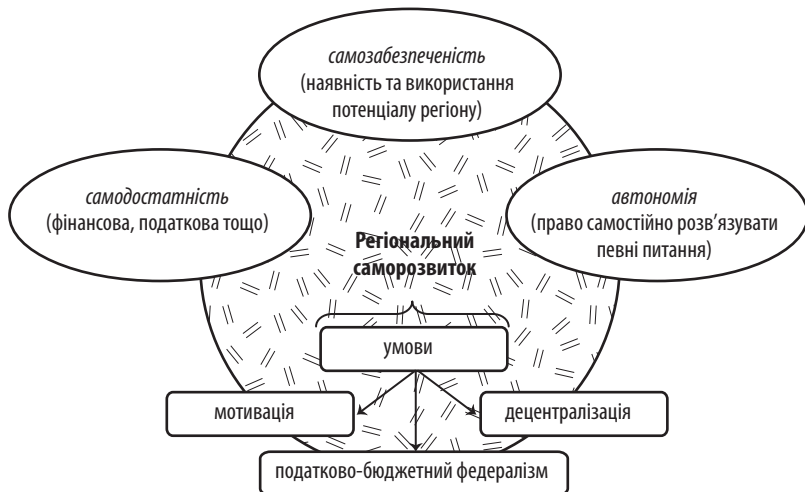 самозабезпеченість
(наявність та використання
потенціалу регіону)
самодостатність
(фінансова, податкова тощо)
автономія
(право самостійно розв’язувати
певні питання)
Регіональний
саморозвиток
умови
мотивація
децентралізація
податково-бюджетний федералізм